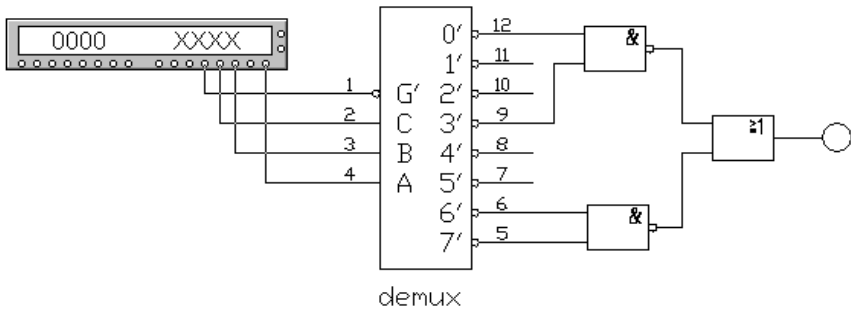 0000 XXXX
0' 12
1' 11
1 G' 2' 10
2 C 3' 9
3 B 4' 8
4 A 5' 7
6' 6
7' 5
&
≥1
&
demux